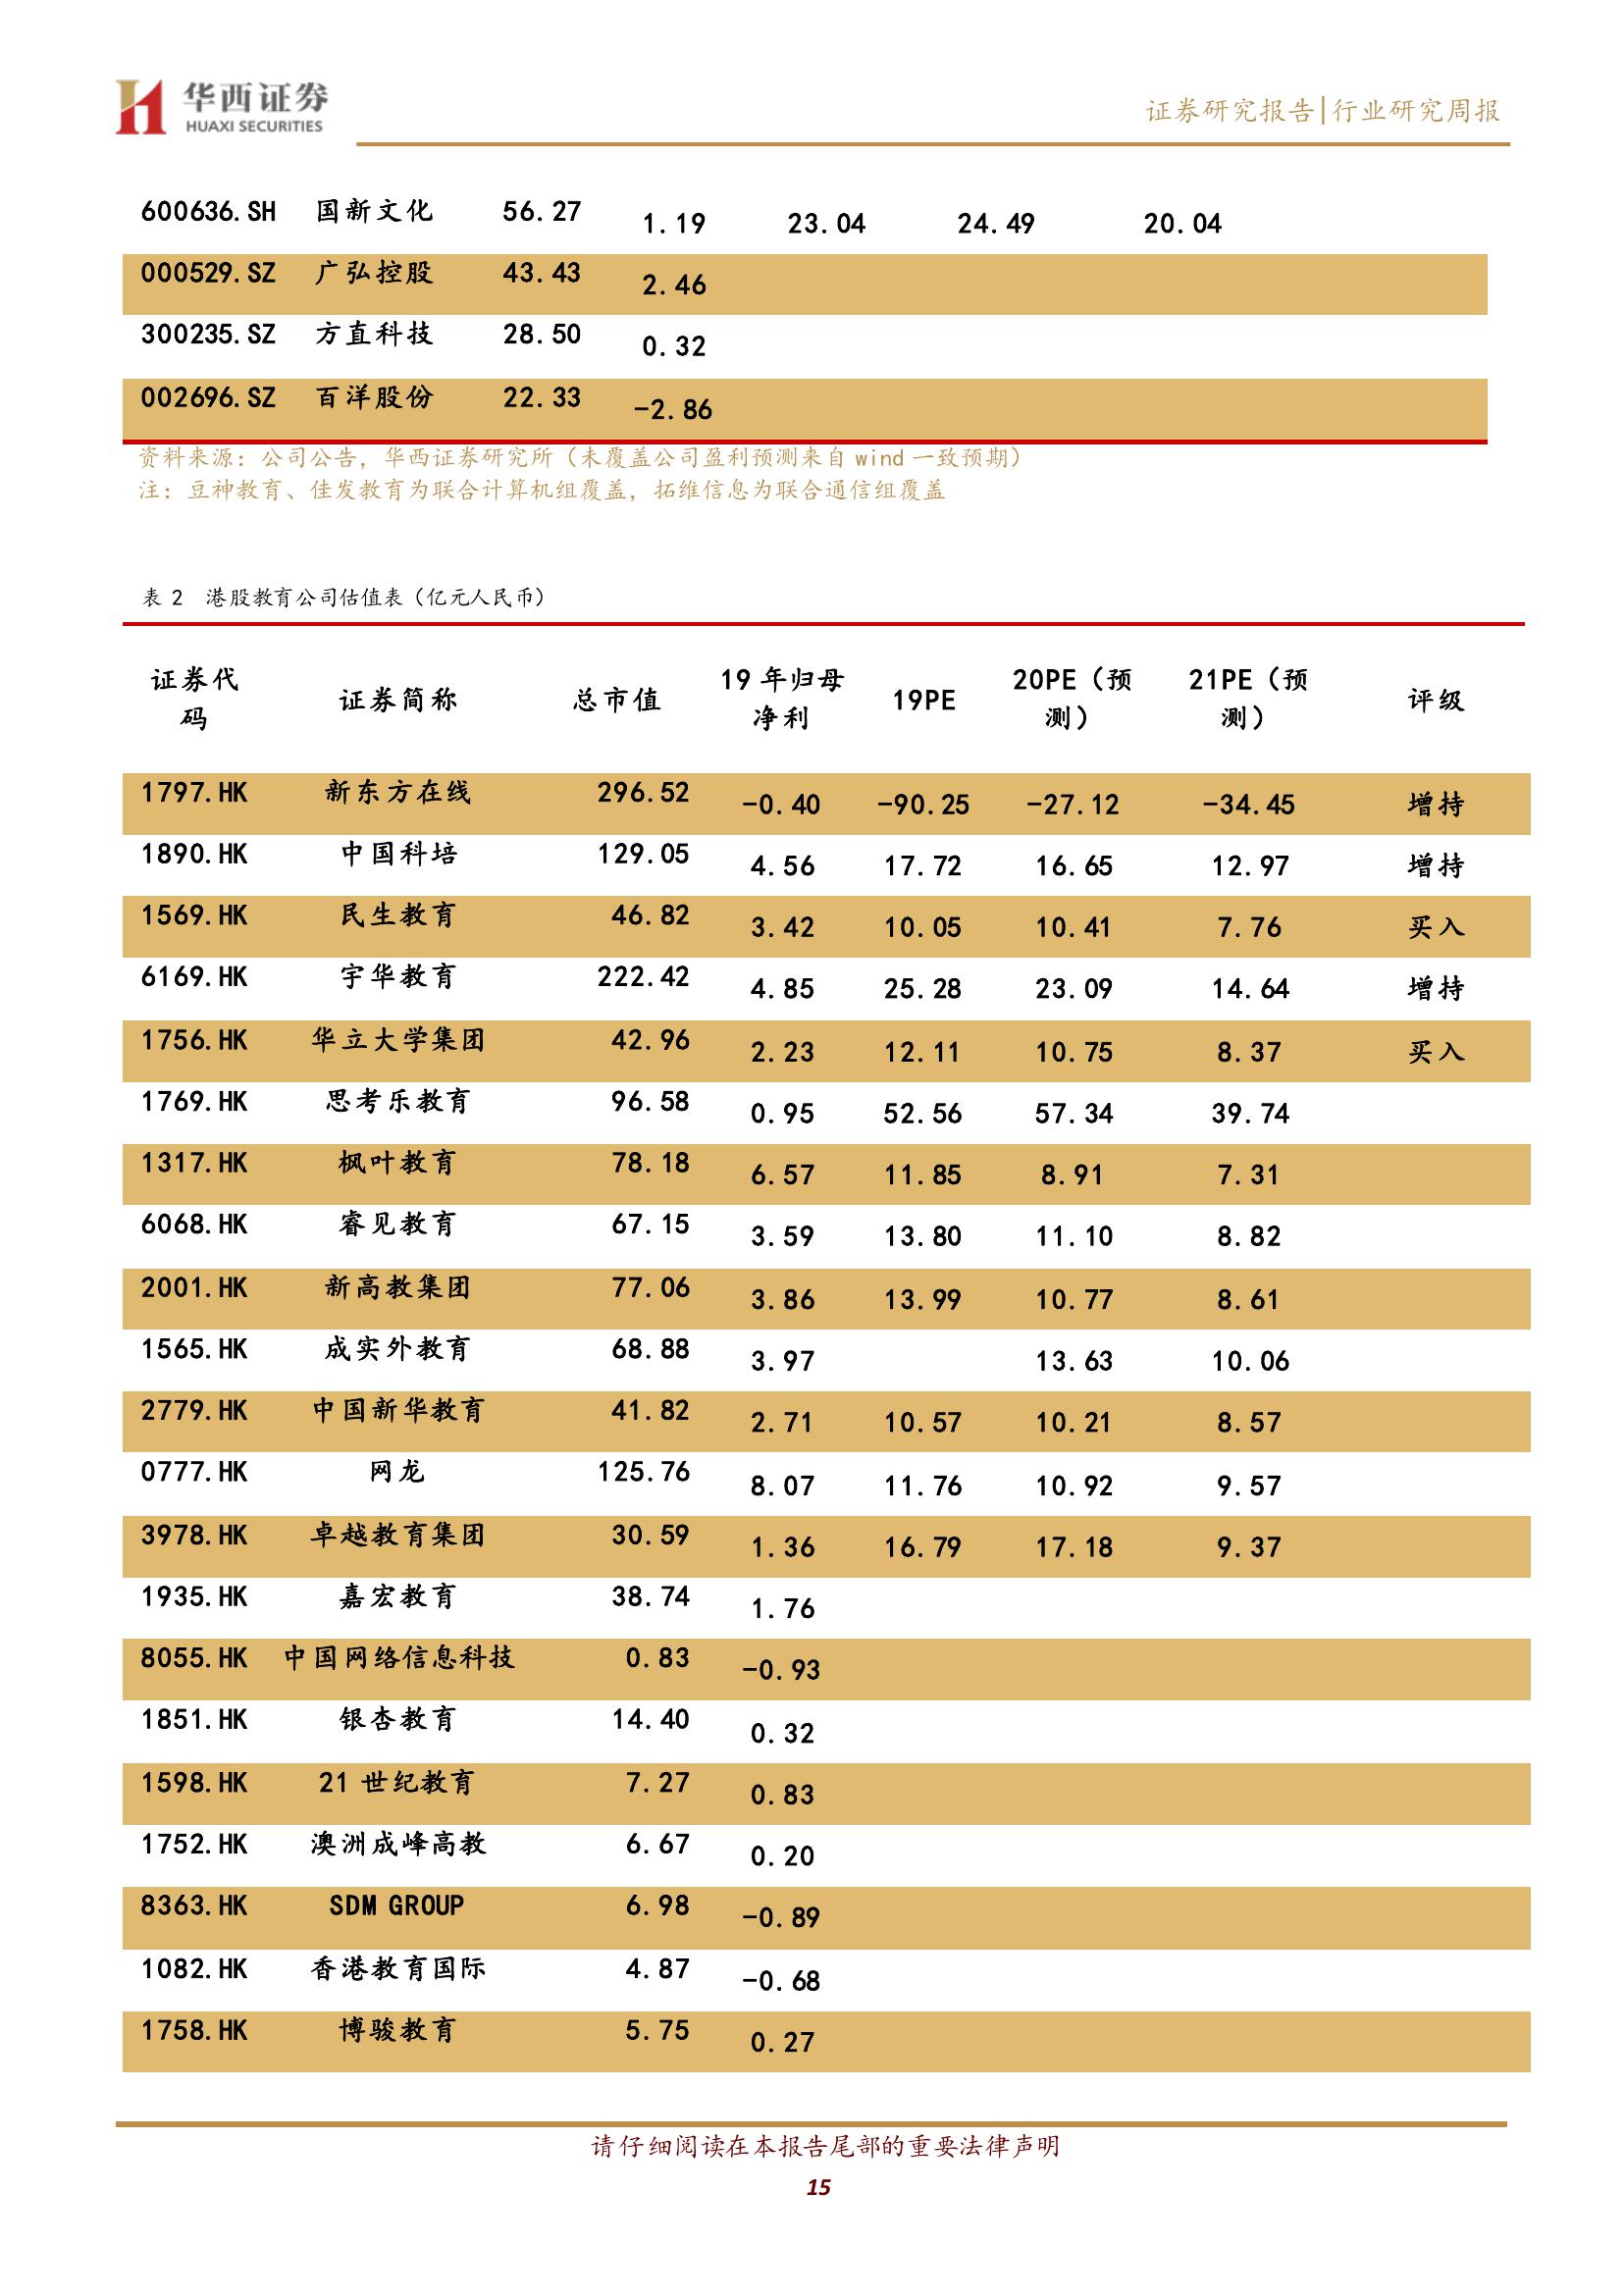 华西证券
HUAXI SECURITIES
证券研究报告|行业研究周报
600636.SH 国新文化 56.27 1.19 23.04 24.49 20.04
000529.SZ 广弘控股 43.43 2.46
300235.SZ 方直科技 28.50 0.32
002696.SZ 百洋股份 22.33 -2.86
资料来源：公司公告，华西证券研究所（未覆盖公司盈利预测来自 wind 一致预期）
注：豆神教育、佳发教育为联合计算机组覆盖，拓维信息为联合通信组覆盖
表 2 港股教育公司估值表（亿元人民币）
证券代码 证券简称 总市值 19 年归母净利 19PE 20PE（预测） 21PE（预测） 评级
1797.HK 新东方在线 296.52 -0.40 -90.25 -27.12 -34.45 增持
1890.HK 中国科培 129.05 4.56 17.72 16.65 12.97 增持
1569.HK 民生教育 46.82 3.42 10.05 10.41 7.76 买入
6169.HK 宇华教育 222.42 4.85 25.28 23.09 14.64 增持
1756.HK 华立大学集团 42.96 2.23 12.11 10.75 8.37 买入
1769.HK 思考乐教育 96.58 0.95 52.56 57.34 39.74
1317.HK 枫叶教育 78.18 6.57 11.85 8.91 7.31
6068.HK 睿见教育 67.15 3.59 13.80 11.10 8.82
2001.HK 新高教集团 77.06 3.86 13.99 10.77 8.61
1565.HK 成实外教育 68.88 3.97 13.63 10.06
2779.HK 中国新华教育 41.82 2.71 10.57 10.21 8.57
0777.HK 网龙 125.76 8.07 11.76 10.92 9.57
3978.HK 卓越教育集团 30.59 1.36 16.79 17.18 9.37
1935.HK 嘉宏教育 38.74 1.76
8055.HK 中国网络信息科技 0.83 -0.93
1851.HK 银杏教育 14.40 0.32
1598.HK 21 世纪教育 7.27 0.83
1752.HK 澳洲成峰高教 6.67 0.20
8363.HK SDM GROUP 6.98 -0.89
1082.HK 香港教育国际 4.87 -0.68
1758.HK 博骏教育 5.75 0.27
请仔细阅读在本报告尾部的重要法律声明
15